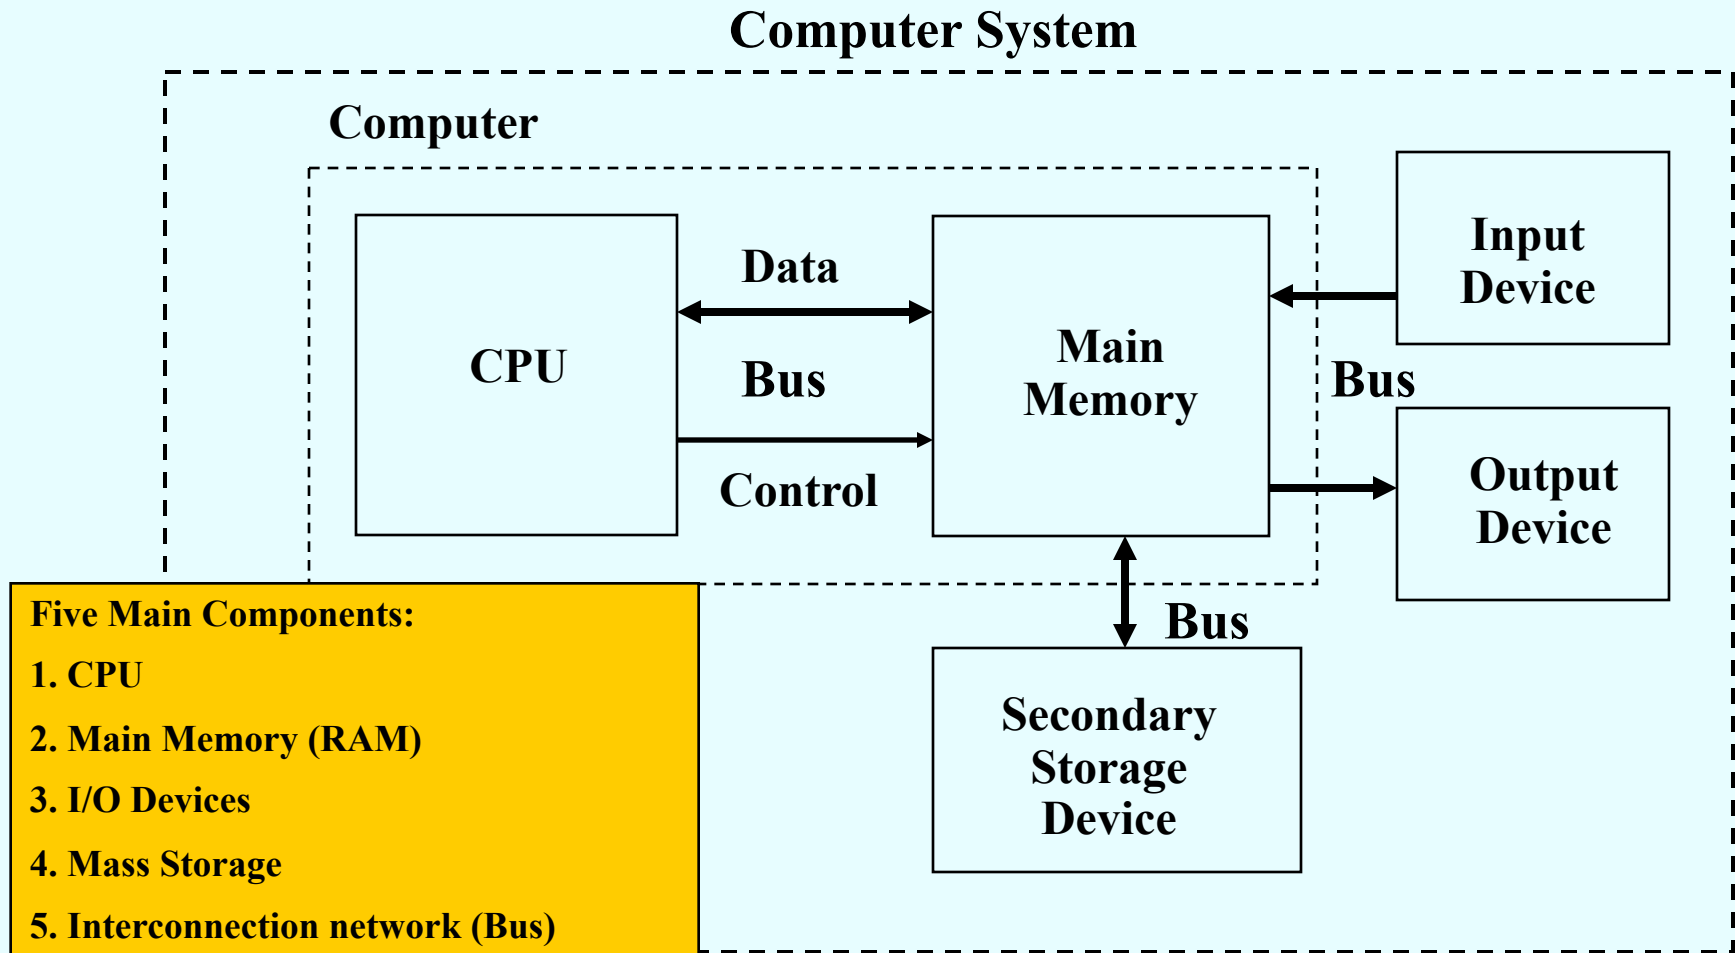 Computer System
Computer
CPU
Data
Bus
Control
Main
Memory
Input
Device
Bus
Output
Device
Bus
Secondary
Storage
Device
Five Main Components:
1. CPU
2. Main Memory (RAM)
3. I/O Devices
4. Mass Storage
5. Interconnection network (Bus)